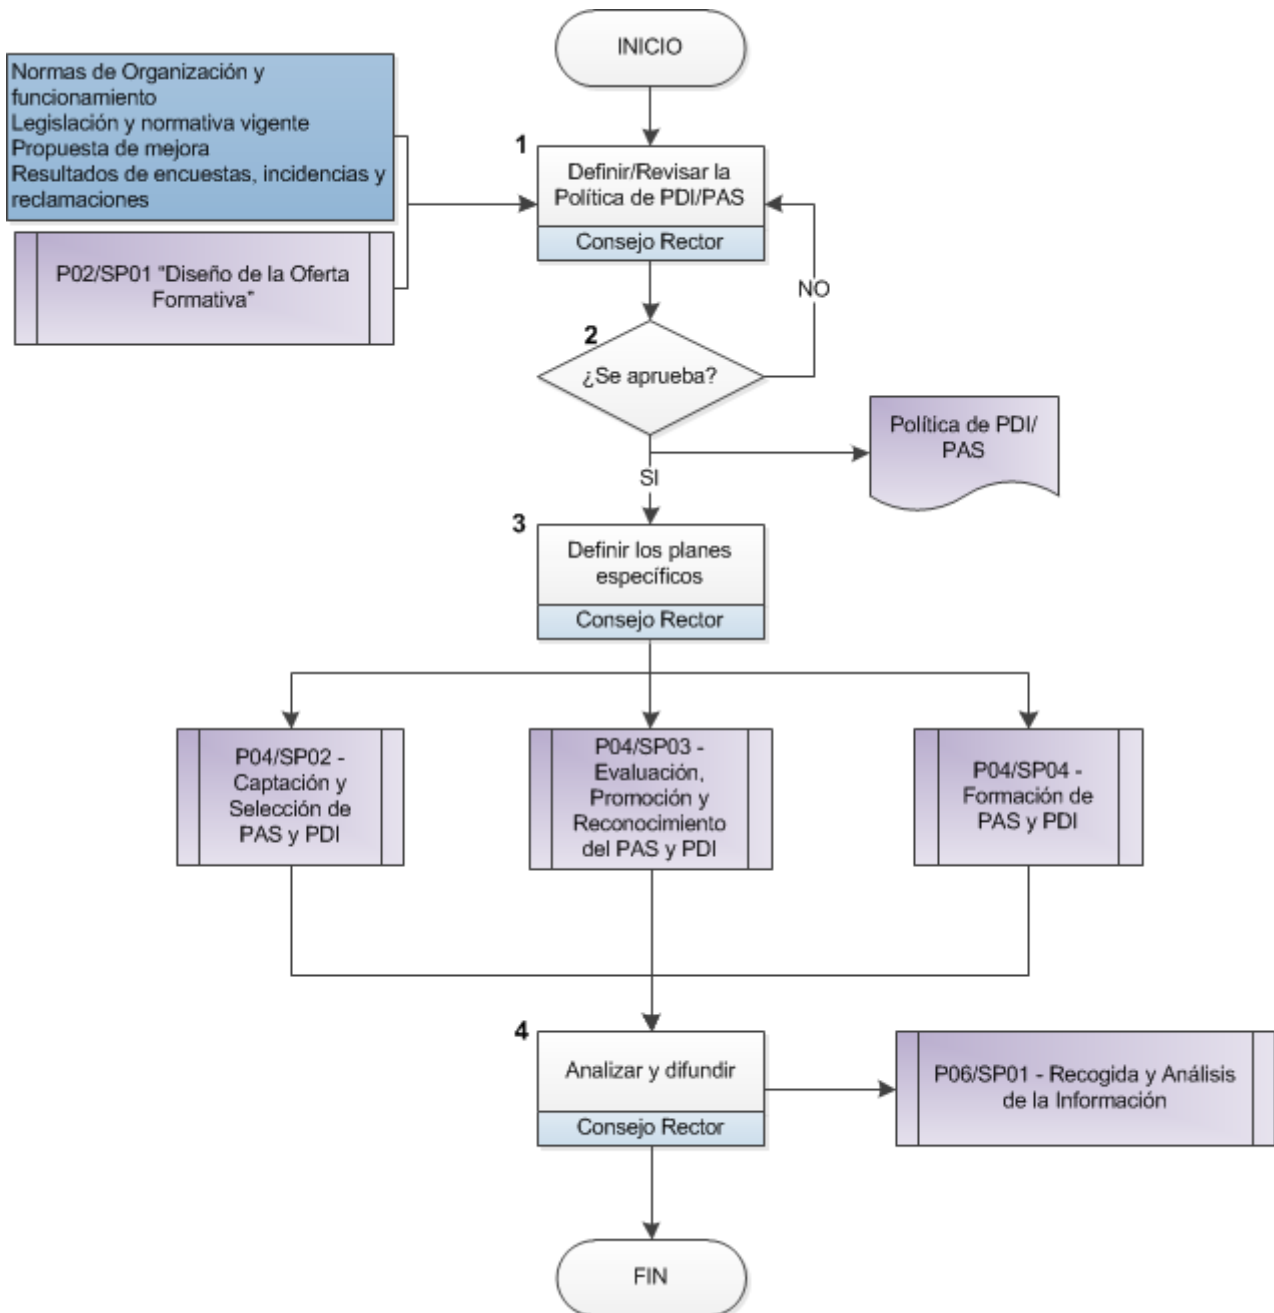 INICIO
Normas de Organización y
funcionamiento
Legislación y normativa vigente
Propuesta de mejora
Resultados de encuestas, incidencias y
reclamaciones
1
Definir/Revisar la
Política de PDI/PAS
Consejo Rector
P02/SP01 "Diseño de la Oferta
Formativa"
NO
2
¿Se aprueba?
Política de PDI/
PAS
SI
3
Definir los planes
específicos
Consejo Rector
P04/SP02 -
Captación y
Selección de
PAS y PDI
P04/SP03 -
Evaluación,
Promoción y
Reconocimiento
del PAS y PDI
P04/SP04 -
Formación de
PAS y PDI
4
Analizar y difundir
Consejo Rector
P06/SP01 - Recogida y Análisis
de la Información
FIN